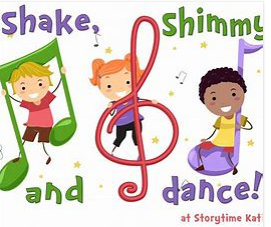 Shake, Shimmy
and dance!
at Storytime Kat